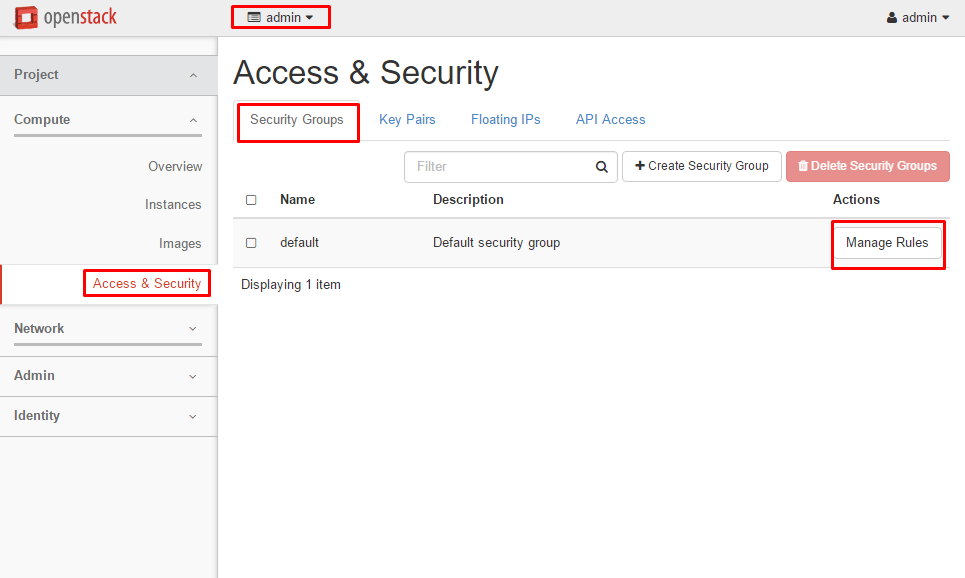 openstack
admin
admin
Project
Compute
Overview
Instances
Images
Access & Security
Network
Admin
Identity
Access & Security
Security Groups Key Pairs Floating IPs API Access
Filter Create Security Group Delete Security Groups
Name Description Actions
default Default security group Manage Rules
Displaying 1 item